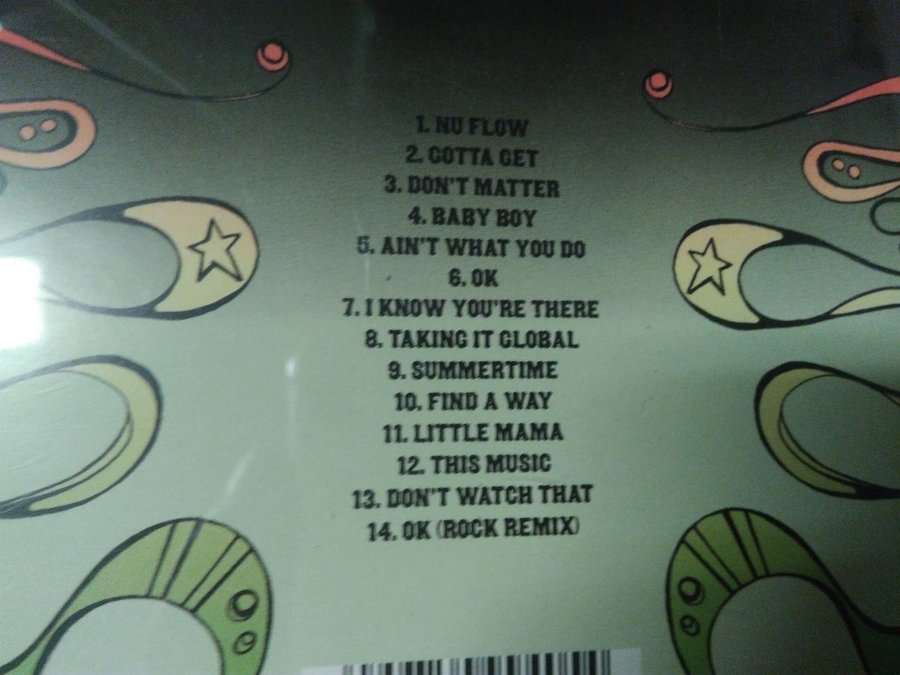 1. NU FLOW
2. GOTTA GET
3. DON'T MATTER
4. BABY BOY
5. AIN'T WHAT YOU DO
6. OK
7. I KNOW YOU'RE THERE
8. TAKING IT GLOBAL
9. SUMMERTIME
10. FIND A WAY
11. LITTLE MAMA
12. THIS MUSIC
13. DON'T WATCH THAT
14. OK (ROCK REMIX)